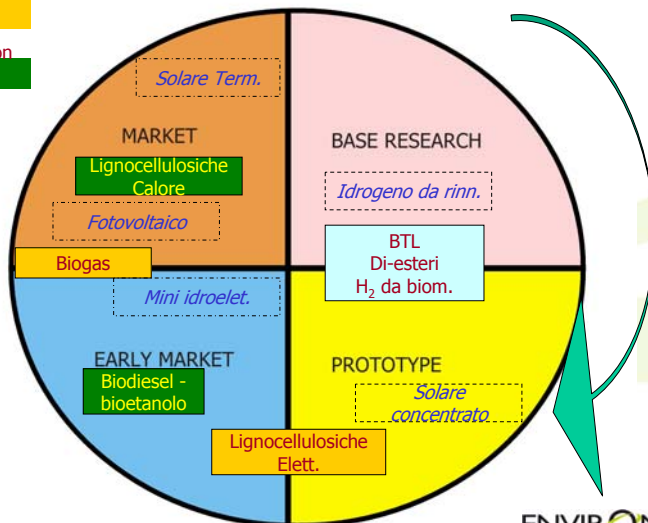 on
Solare Term.
MARKET
BASE RESEARCH
Lignocellulosiche
Calore
Idrogeno da rinn.
Fotovoltaico
BTL
Di-esteri
H₂ da biom.
Biogas
Mini idroelet.
EARLY MARKET
PROTOTYPE
Biodiesel -
bioetanolo
Solare
concentrato
Lignocellulosiche
Elett.